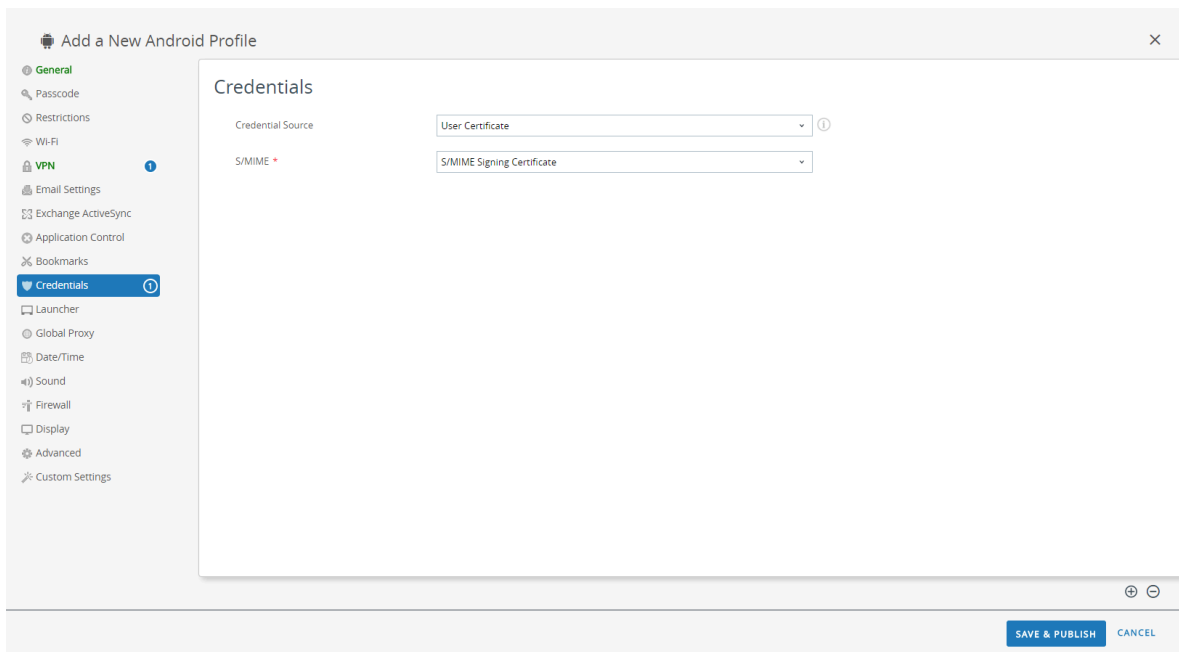 Add a New Android Profile
General
Passcode
Restrictions
Wi-Fi
VPN 1
Email Settings
Exchange ActiveSync
Application Control
Bookmarks
Credentials 1
Launcher
Global Proxy
Date/Time
Sound
Firewall
Display
Advanced
Custom Settings
Credentials
Credential Source User Certificate
S/MIME * S/MIME Signing Certificate
SAVE & PUBLISH CANCEL